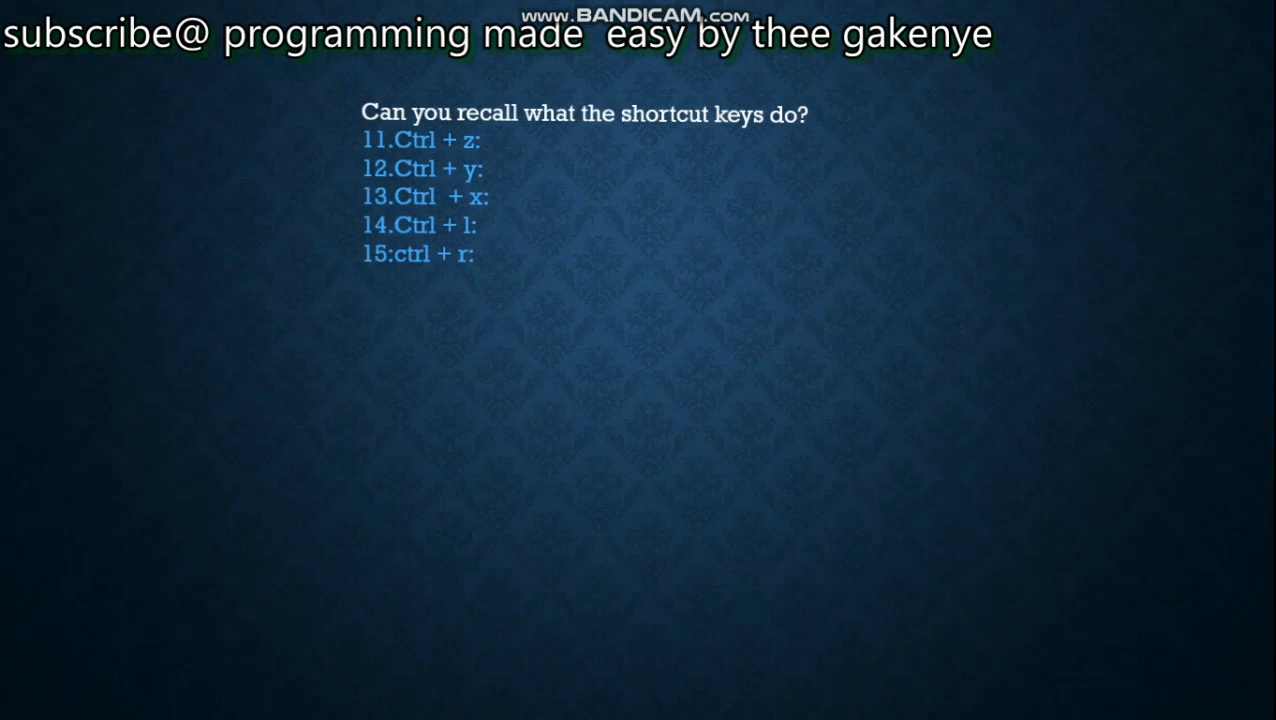 www.BANDICAM.com
subscribe@ programming made  easy by thee gakenye
Can you recall what the shortcut keys do?
11.Ctrl + z:
12.Ctrl + y:
13.Ctrl  + x:
14.Ctrl + l:
15:ctrl + r: